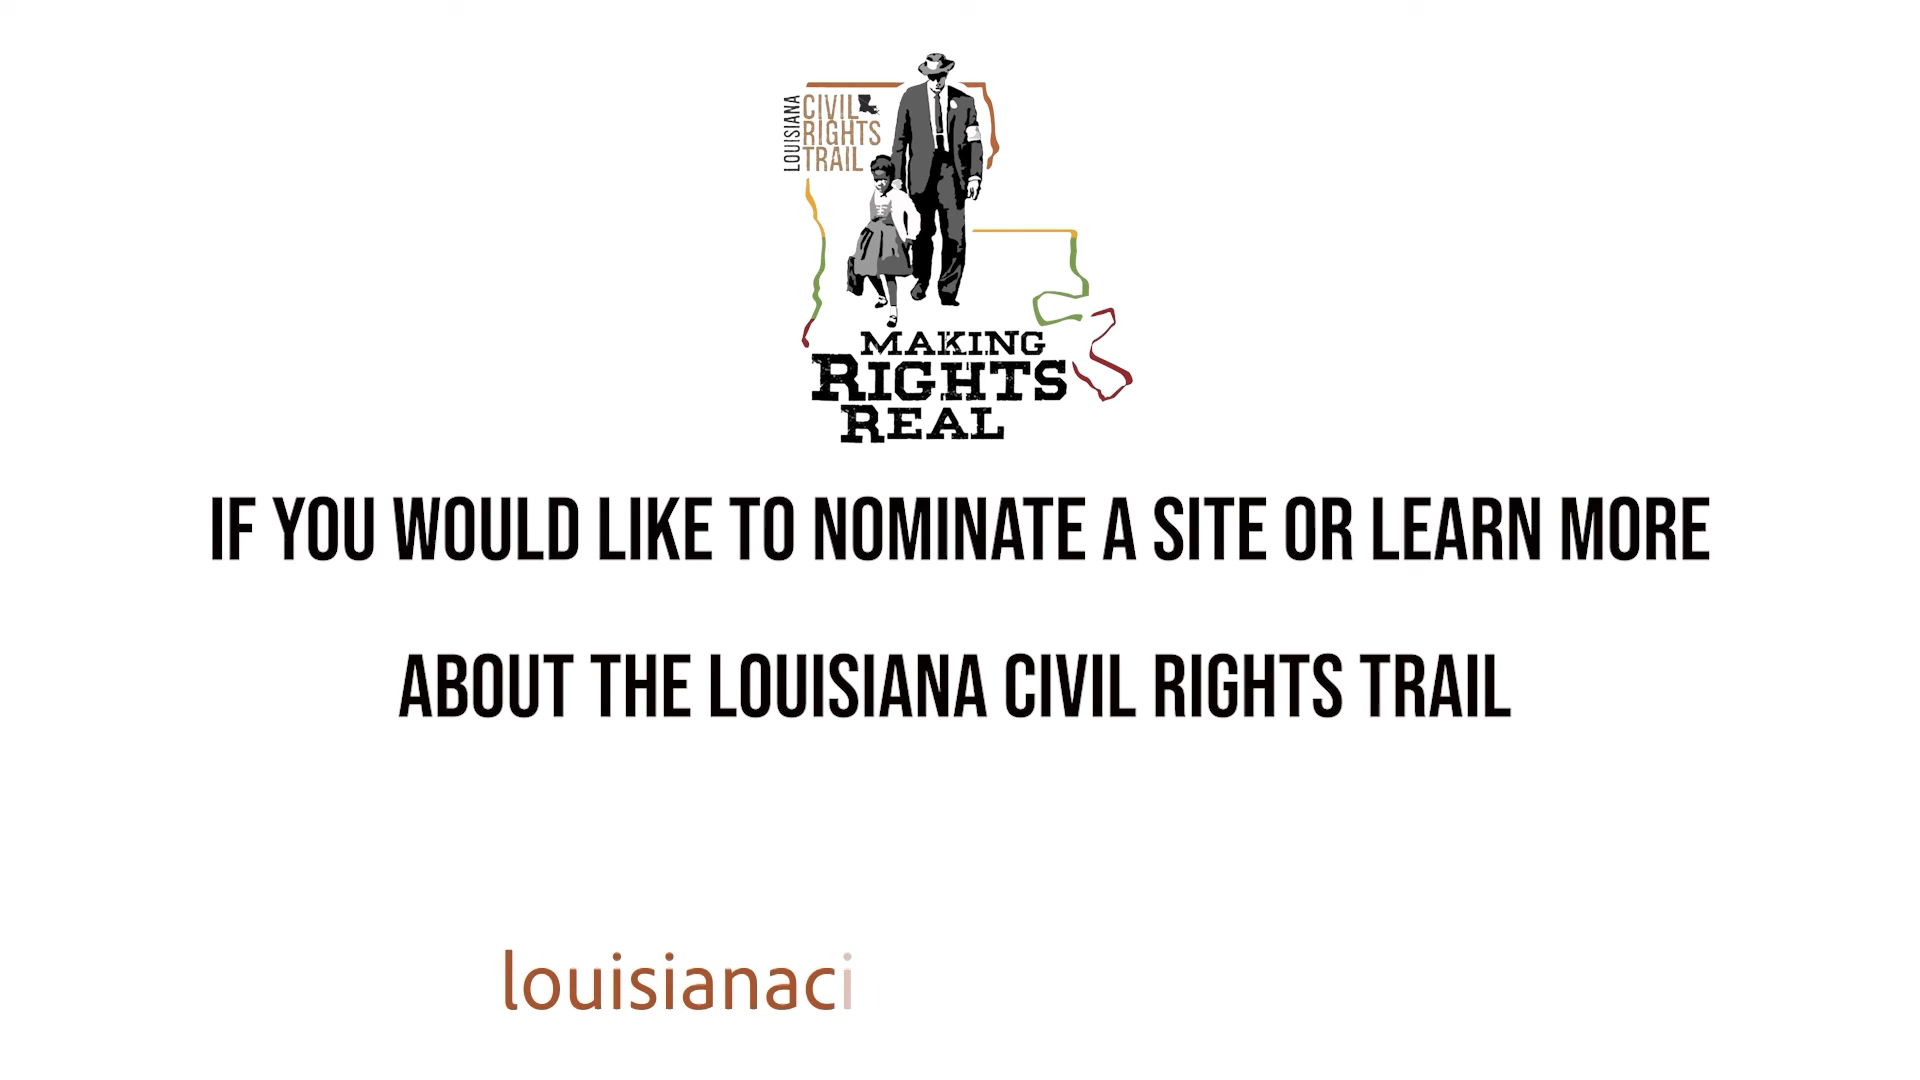 LOUISIANA
CIVIL
RIGHTS
TRAIL
MAKING
RIGHTS
REAL
IF YOU WOULD LIKE TO NOMINATE A SITE OR LEARN MORE
ABOUT THE LOUISIANA CIVIL RIGHTS TRAIL
louisianaci